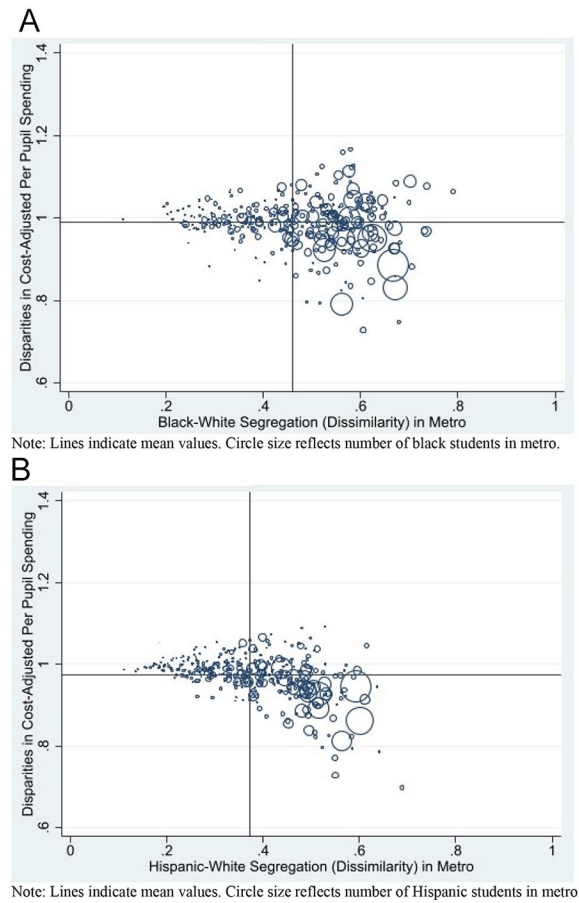 A
Disparities in Cost-Adjusted Per Pupil Spending
1.4
1.2
1
.8
.6
0 .2 .4 .6 .8 1
Black-White Segregation (Dissimilarity) in Metro
Note: Lines indicate mean values. Circle size reflects number of black students in metro.
B
Disparities in Cost-Adjusted Per Pupil Spending
1.4
1.2
1
.8
.6
0 .2 .4 .6 .8 1
Hispanic-White Segregation (Dissimilarity) in Metro
Note: Lines indicate mean values. Circle size reflects number of Hispanic students in metro